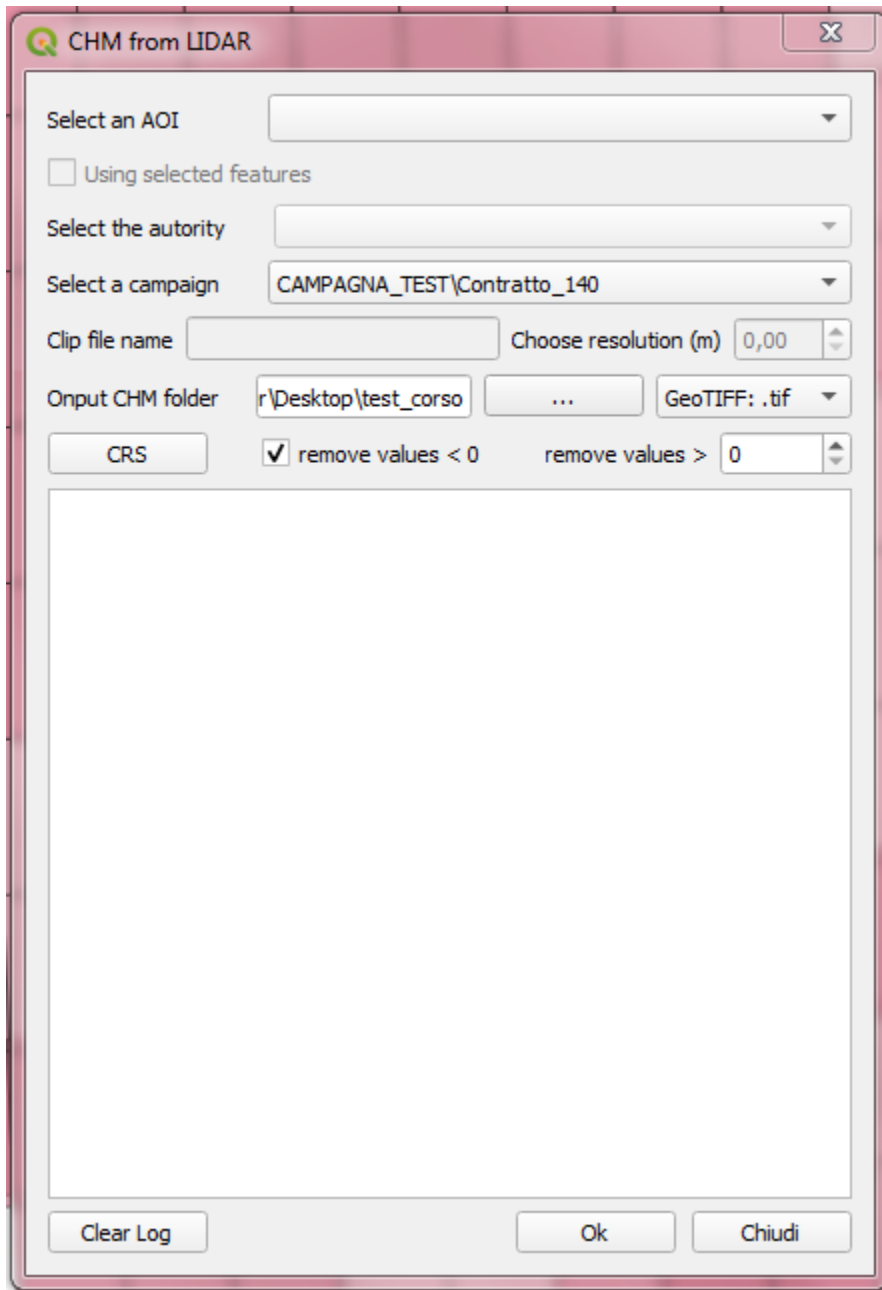 CHM from LIDAR
Select an AOI
Using selected features
Select the autority
Select a campaign CAMPAGNA_TEST\Contratto_140
Clip file name Choose resolution (m) 0,00
Onput CHM folder r\Desktop\test_corso ... GeoTIFF: .tif
CRS remove values < 0 remove values > 0
Clear Log Ok Chiudi